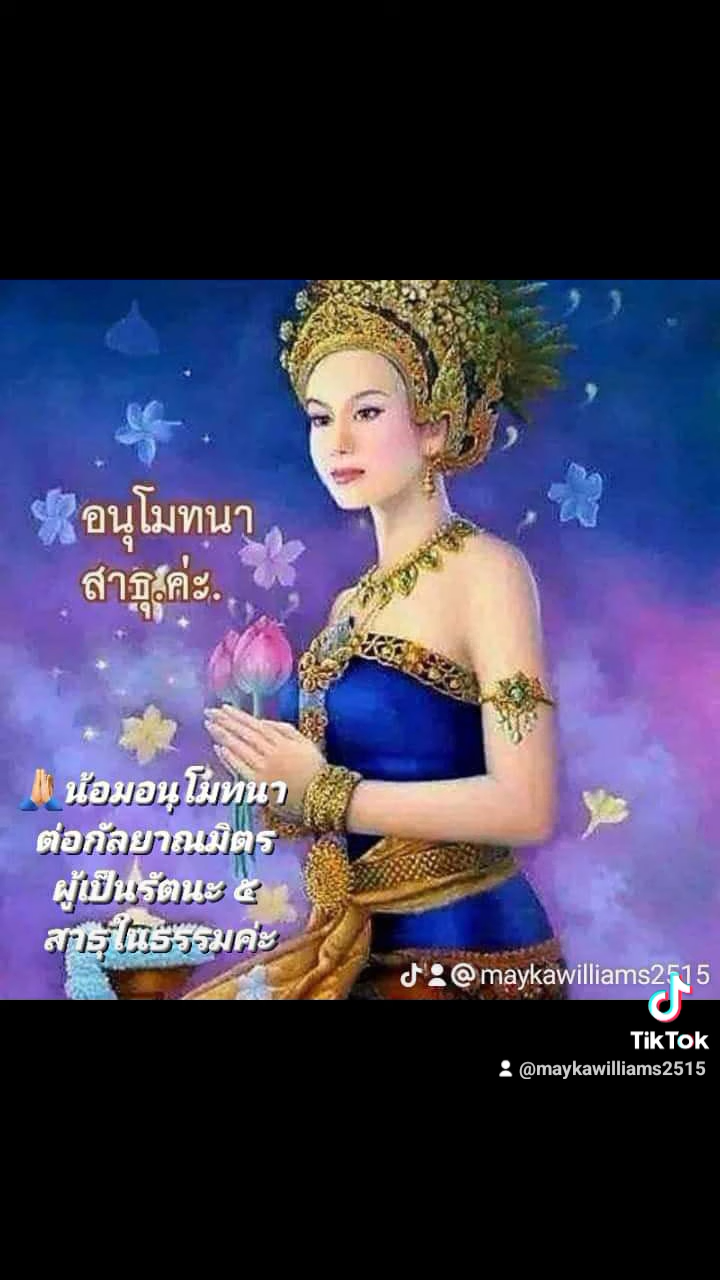 อนุโมทนา
สาธุ.ค่ะ.
🙏น้อมอนุโมทนา
ต่อกัลยาณมิตร
ผู้เป็นรัตนะ ๕
สาธุในธรรมค่ะ
@maykawilliams2515
TikTok
@maykawilliams2515